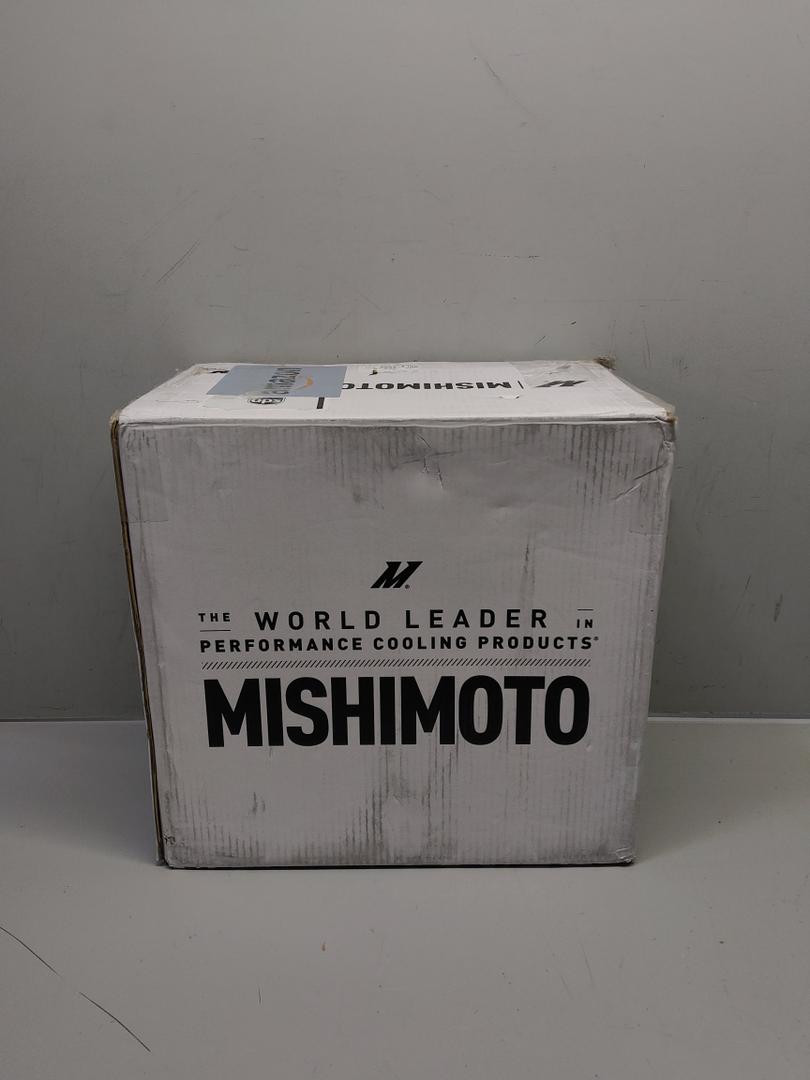 MISHIMOTO
M
THE WORLD LEADER IN
PERFORMANCE COOLING PRODUCTS®
MISHIMOTO